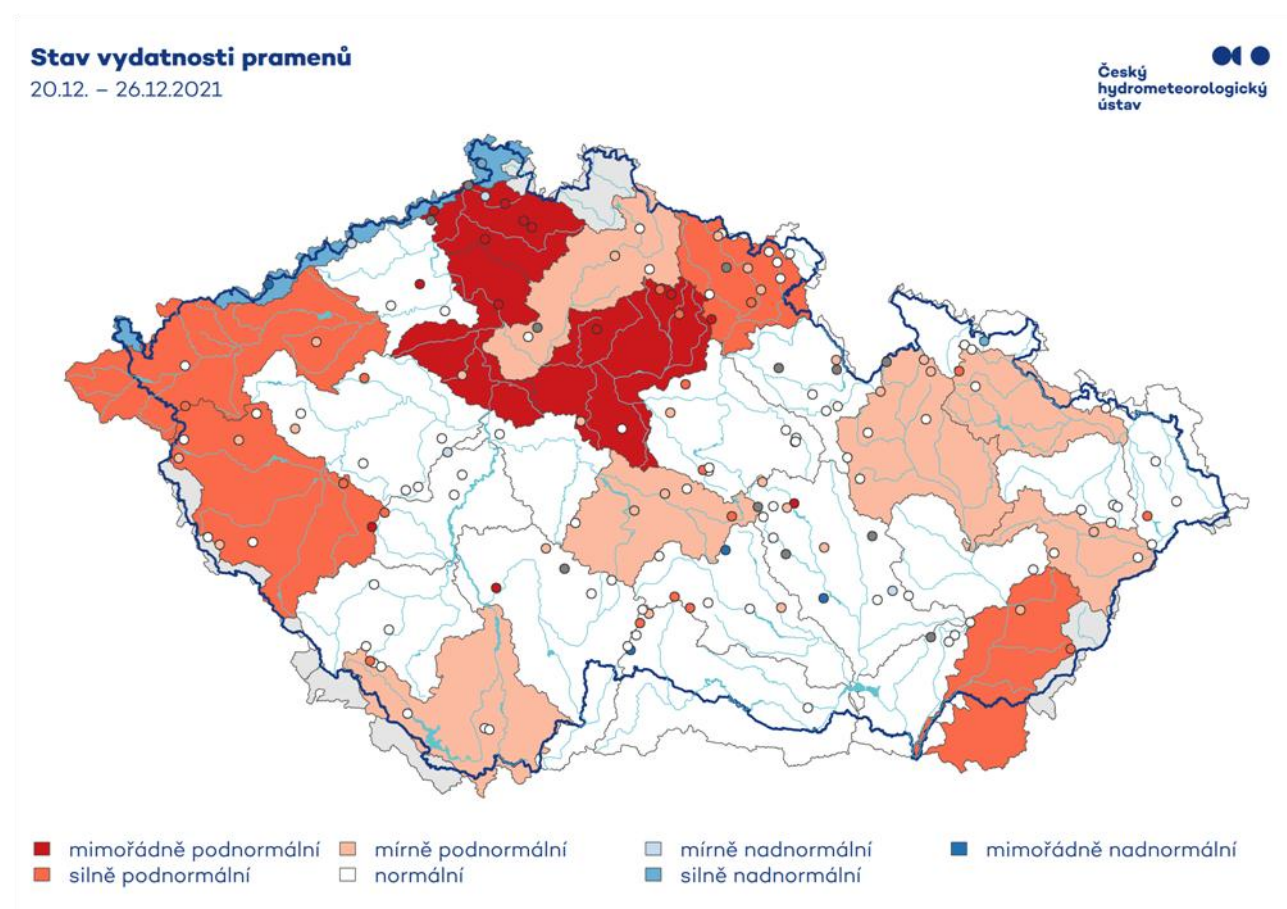 Stav vydatnosti pramenů
20.12. – 26.12.2021
Český
hydrometeorologický
ústav
mimořádně podnormální
mírně podnormální
mírně nadnormální
mimořádně nadnormální
silně podnormální
normální
silně nadnormální